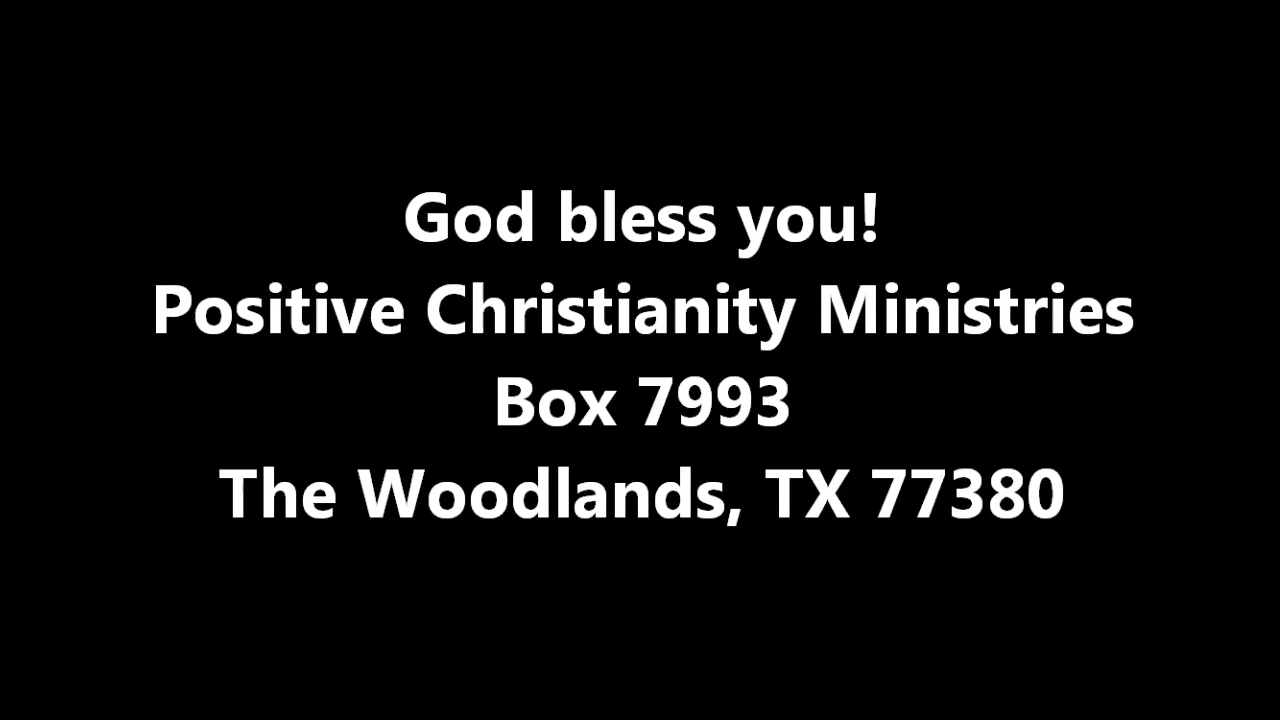 God bless you!
Positive Christianity Ministries
Box 7993
The Woodlands, TX 77380